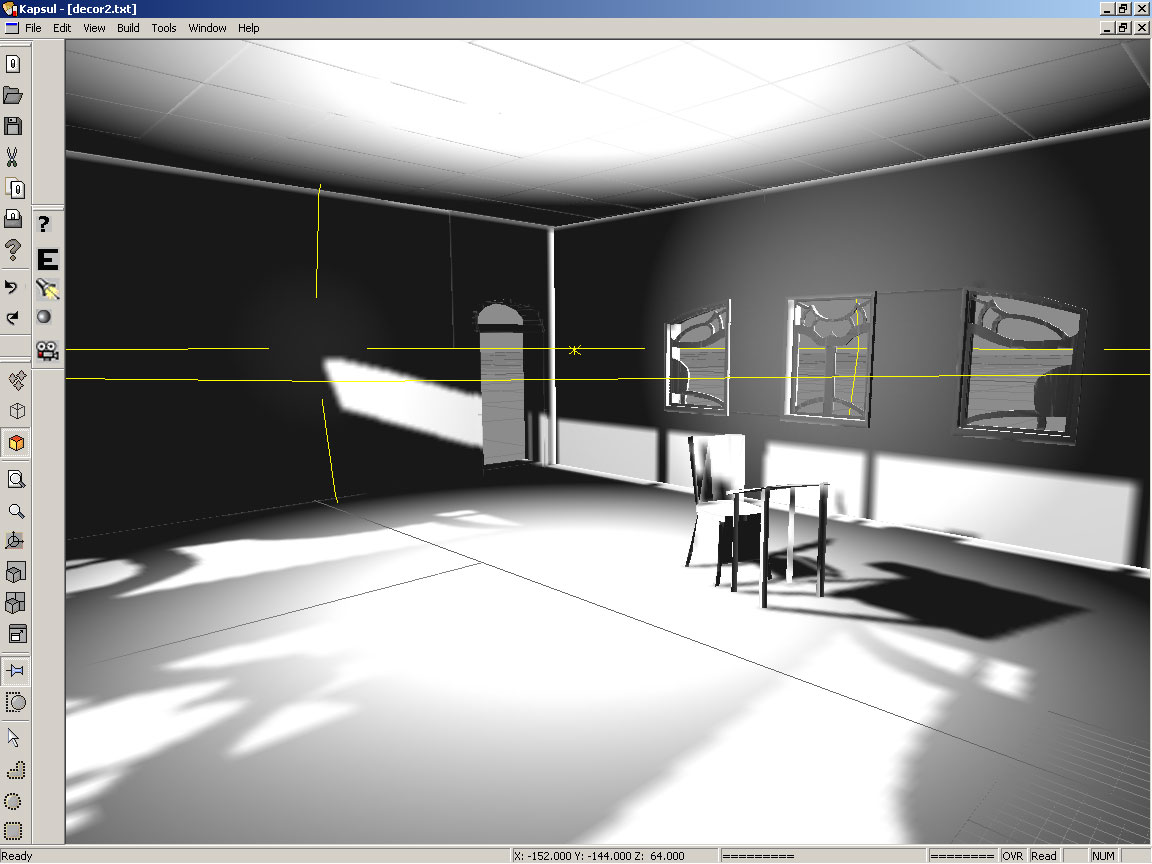 Kapsul - [decor2.txt]
File Edit View Build Tools Window Help
?
E
Ready X: -152.000 Y: -144.000 Z: 64.000 ========= ======== OVR Read NUM